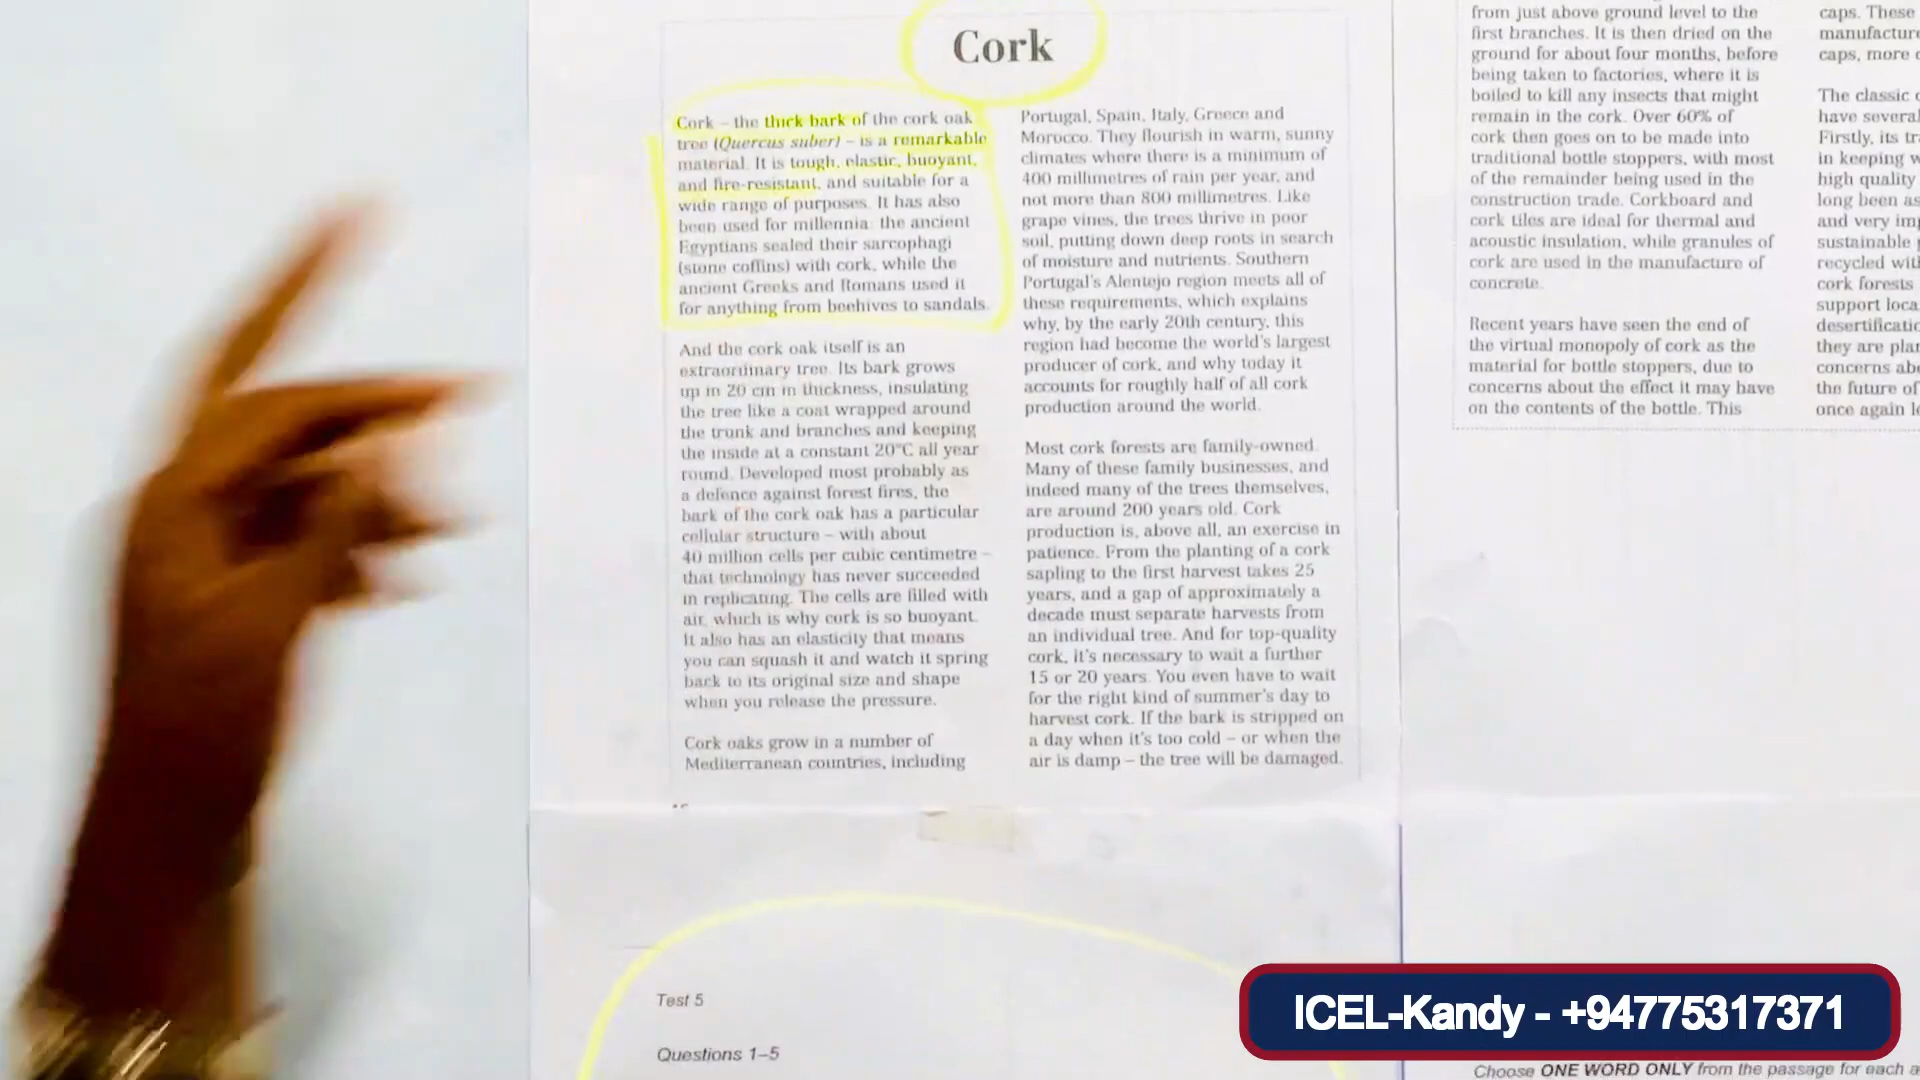 Cork
Cork – the thick bark of the cork oak
tree (Quercus suber) – is a remarkable
material. It is tough, elastic, buoyant,
and fire-resistant, and suitable for a
wide range of purposes. It has also
been used for millennia: the ancient
Egyptians sealed their sarcophagi
(stone coffins) with cork, while the
ancient Greeks and Romans used it
for anything from beehives to sandals.
And the cork oak itself is an
extraordinary tree. Its bark grows
up to 20 cm in thickness, insulating
the tree like a coat wrapped around
the trunk and branches and keeping
the inside at a constant 20°C all year
round. Developed most probably as
a defence against forest fires, the
bark of the cork oak has a particular
cellular structure – with about
40 million cells per cubic centimetre –
that technology has never succeeded
in replicating. The cells are filled with
air, which is why cork is so buoyant.
It also has an elasticity that means
you can squash it and watch it spring
back to its original size and shape
when you release the pressure.
Cork oaks grow in a number of
Mediterranean countries, including
Portugal, Spain, Italy, Greece and
Morocco. They flourish in warm, sunny
climates where there is a minimum of
400 millimetres of rain per year, and
not more than 800 millimetres. Like
grape vines, the trees thrive in poor
soil, putting down deep roots in search
of moisture and nutrients. Southern
Portugal's Alentejo region meets all of
these requirements, which explains
why, by the early 20th century, this
region had become the world's largest
producer of cork, and why today it
accounts for roughly half of all cork
production around the world.
Most cork forests are family-owned.
Many of these family businesses, and
indeed many of the trees themselves,
are around 200 years old. Cork
production is, above all, an exercise in
patience. From the planting of a cork
sapling to the first harvest takes 25
years, and a gap of approximately a
decade must separate harvests from
an individual tree. And for top-quality
cork, it's necessary to wait a further
15 or 20 years. You even have to wait
for the right kind of summer's day to
harvest cork. If the bark is stripped on
a day when it's too cold – or when the
air is damp – the tree will be damaged.
from just above ground level to the
first branches. It is then dried on the
ground for about four months, before
being taken to factories, where it is
boiled to kill any insects that might
remain in the cork. Over 60% of
cork then goes on to be made into
traditional bottle stoppers, with most
of the remainder being used in the
construction trade. Corkboard and
cork tiles are ideal for thermal and
acoustic insulation, while granules of
cork are used in the manufacture of
concrete.
Recent years have seen the end of
the virtual monopoly of cork as the
material for bottle stoppers, due to
concerns about the effect it may have
on the contents of the bottle. This
caps. These
manufacture
caps, more
The classic
have several
Firstly, its
in keeping
high quality
long been as
and very
sustainable
recycled
cork forests
support
they are
concerns
the future of
once again
Test 5
Questions 1–5
Choose ONE WORD ONLY from the passage for each
ICEL-Kandy - +94775317371